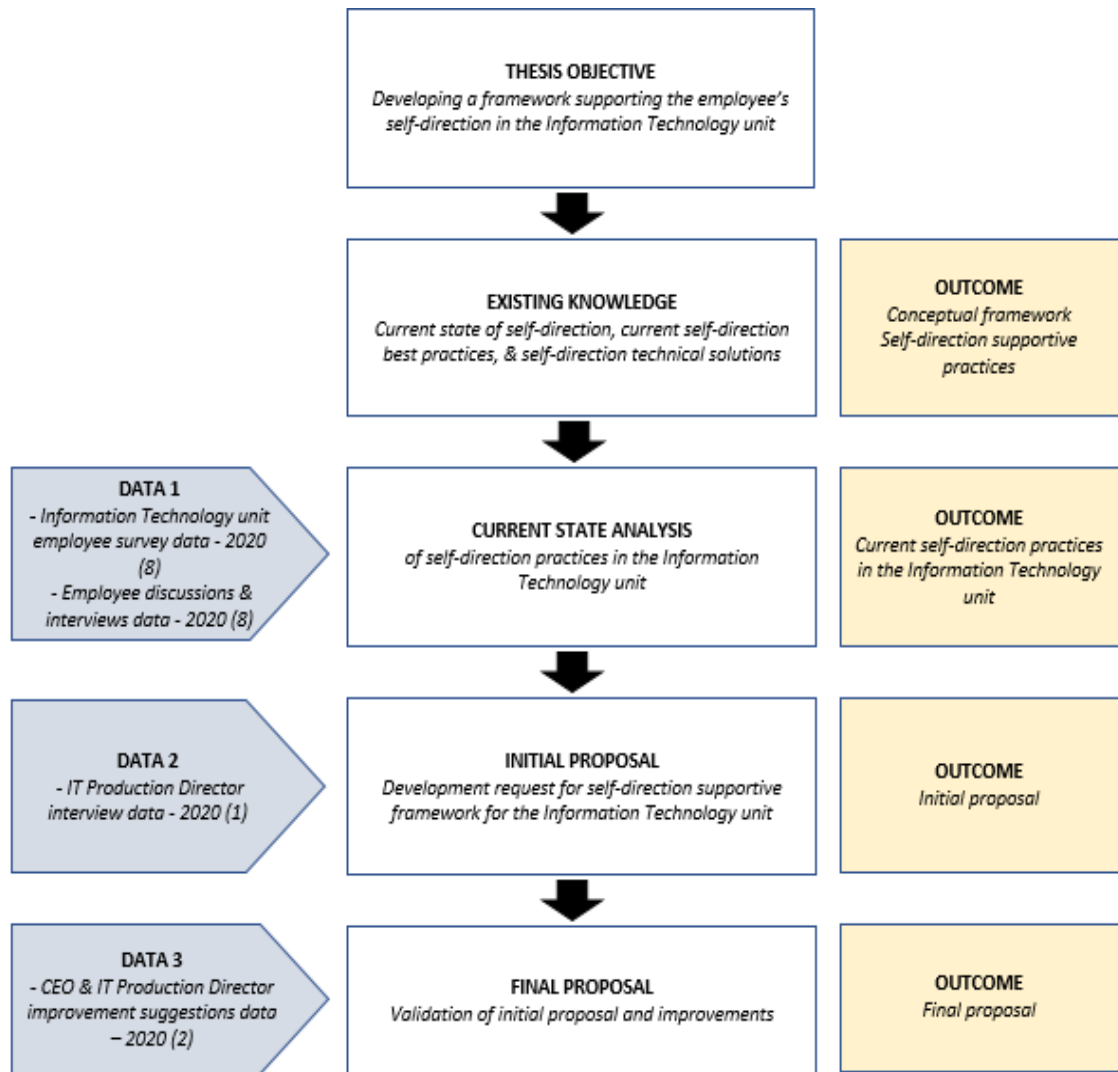 THESIS OBJECTIVE
Developing a framework supporting the employee's
self-direction in the Information Technology unit
EXISTING KNOWLEDGE
Current state of self-direction, current self-direction
best practices, & self-direction technical solutions
OUTCOME
Conceptual framework
Self-direction supportive
practices
DATA 1
- Information Technology unit
employee survey data - 2020
(8)
- Employee discussions &
interviews data - 2020 (8)
CURRENT STATE ANALYSIS
of self-direction practices in the Information
Technology unit
OUTCOME
Current self-direction practices
in the Information Technology
unit
DATA 2
- IT Production Director
interview data - 2020 (1)
INITIAL PROPOSAL
Development request for self-direction supportive
framework for the Information Technology unit
OUTCOME
Initial proposal
DATA 3
- CEO & IT Production Director
improvement suggestions data
– 2020 (2)
FINAL PROPOSAL
Validation of initial proposal and improvements
OUTCOME
Final proposal